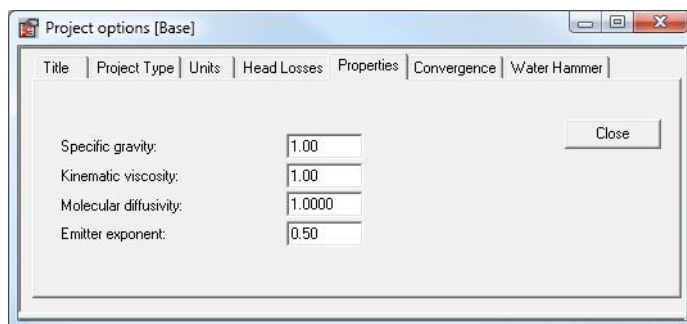 Project options [Base]
Title Project Type Units Head Losses Properties Convergence Water Hammer
Close
Specific gravity: 1.00
Kinematic viscosity: 1.00
Molecular diffusivity: 1.0000
Emitter exponent: 0.50